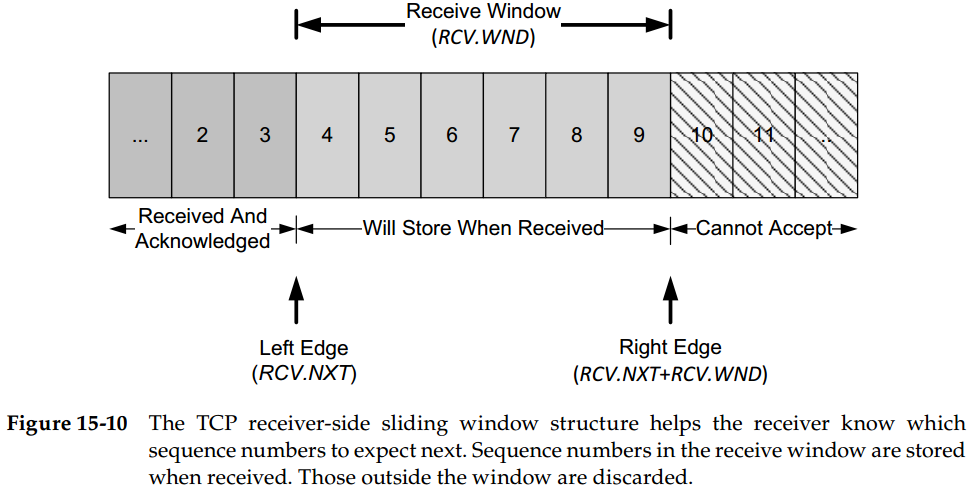 Receive Window
(RCV.WND)
... 2 3 4 5 6 7 8 9 10 11 ..
Received And
Acknowledged
Will Store When Received
Cannot Accept
Left Edge
(RCV.NXT)
Right Edge
(RCV.NXT+RCV.WND)
Figure 15-10 The TCP receiver-side sliding window structure helps the receiver know which
sequence numbers to expect next. Sequence numbers in the receive window are stored
when received. Those outside the window are discarded.